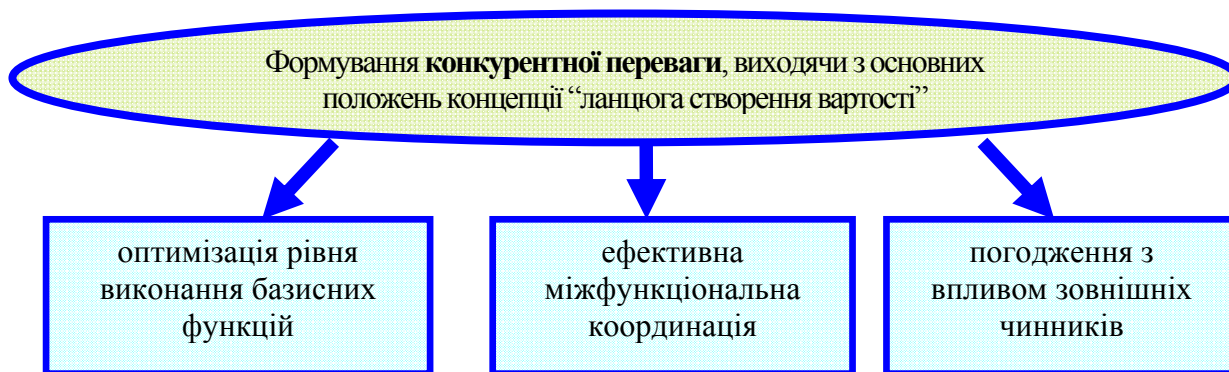 Формування конкурентної переваги, виходячи з основних
положень концепції “ланцюга створення вартості”
оптимізація рівня
виконання базисних
функцій
ефективна
міжфункціональна
координація
погодження з
впливом зовнішніх
чинників